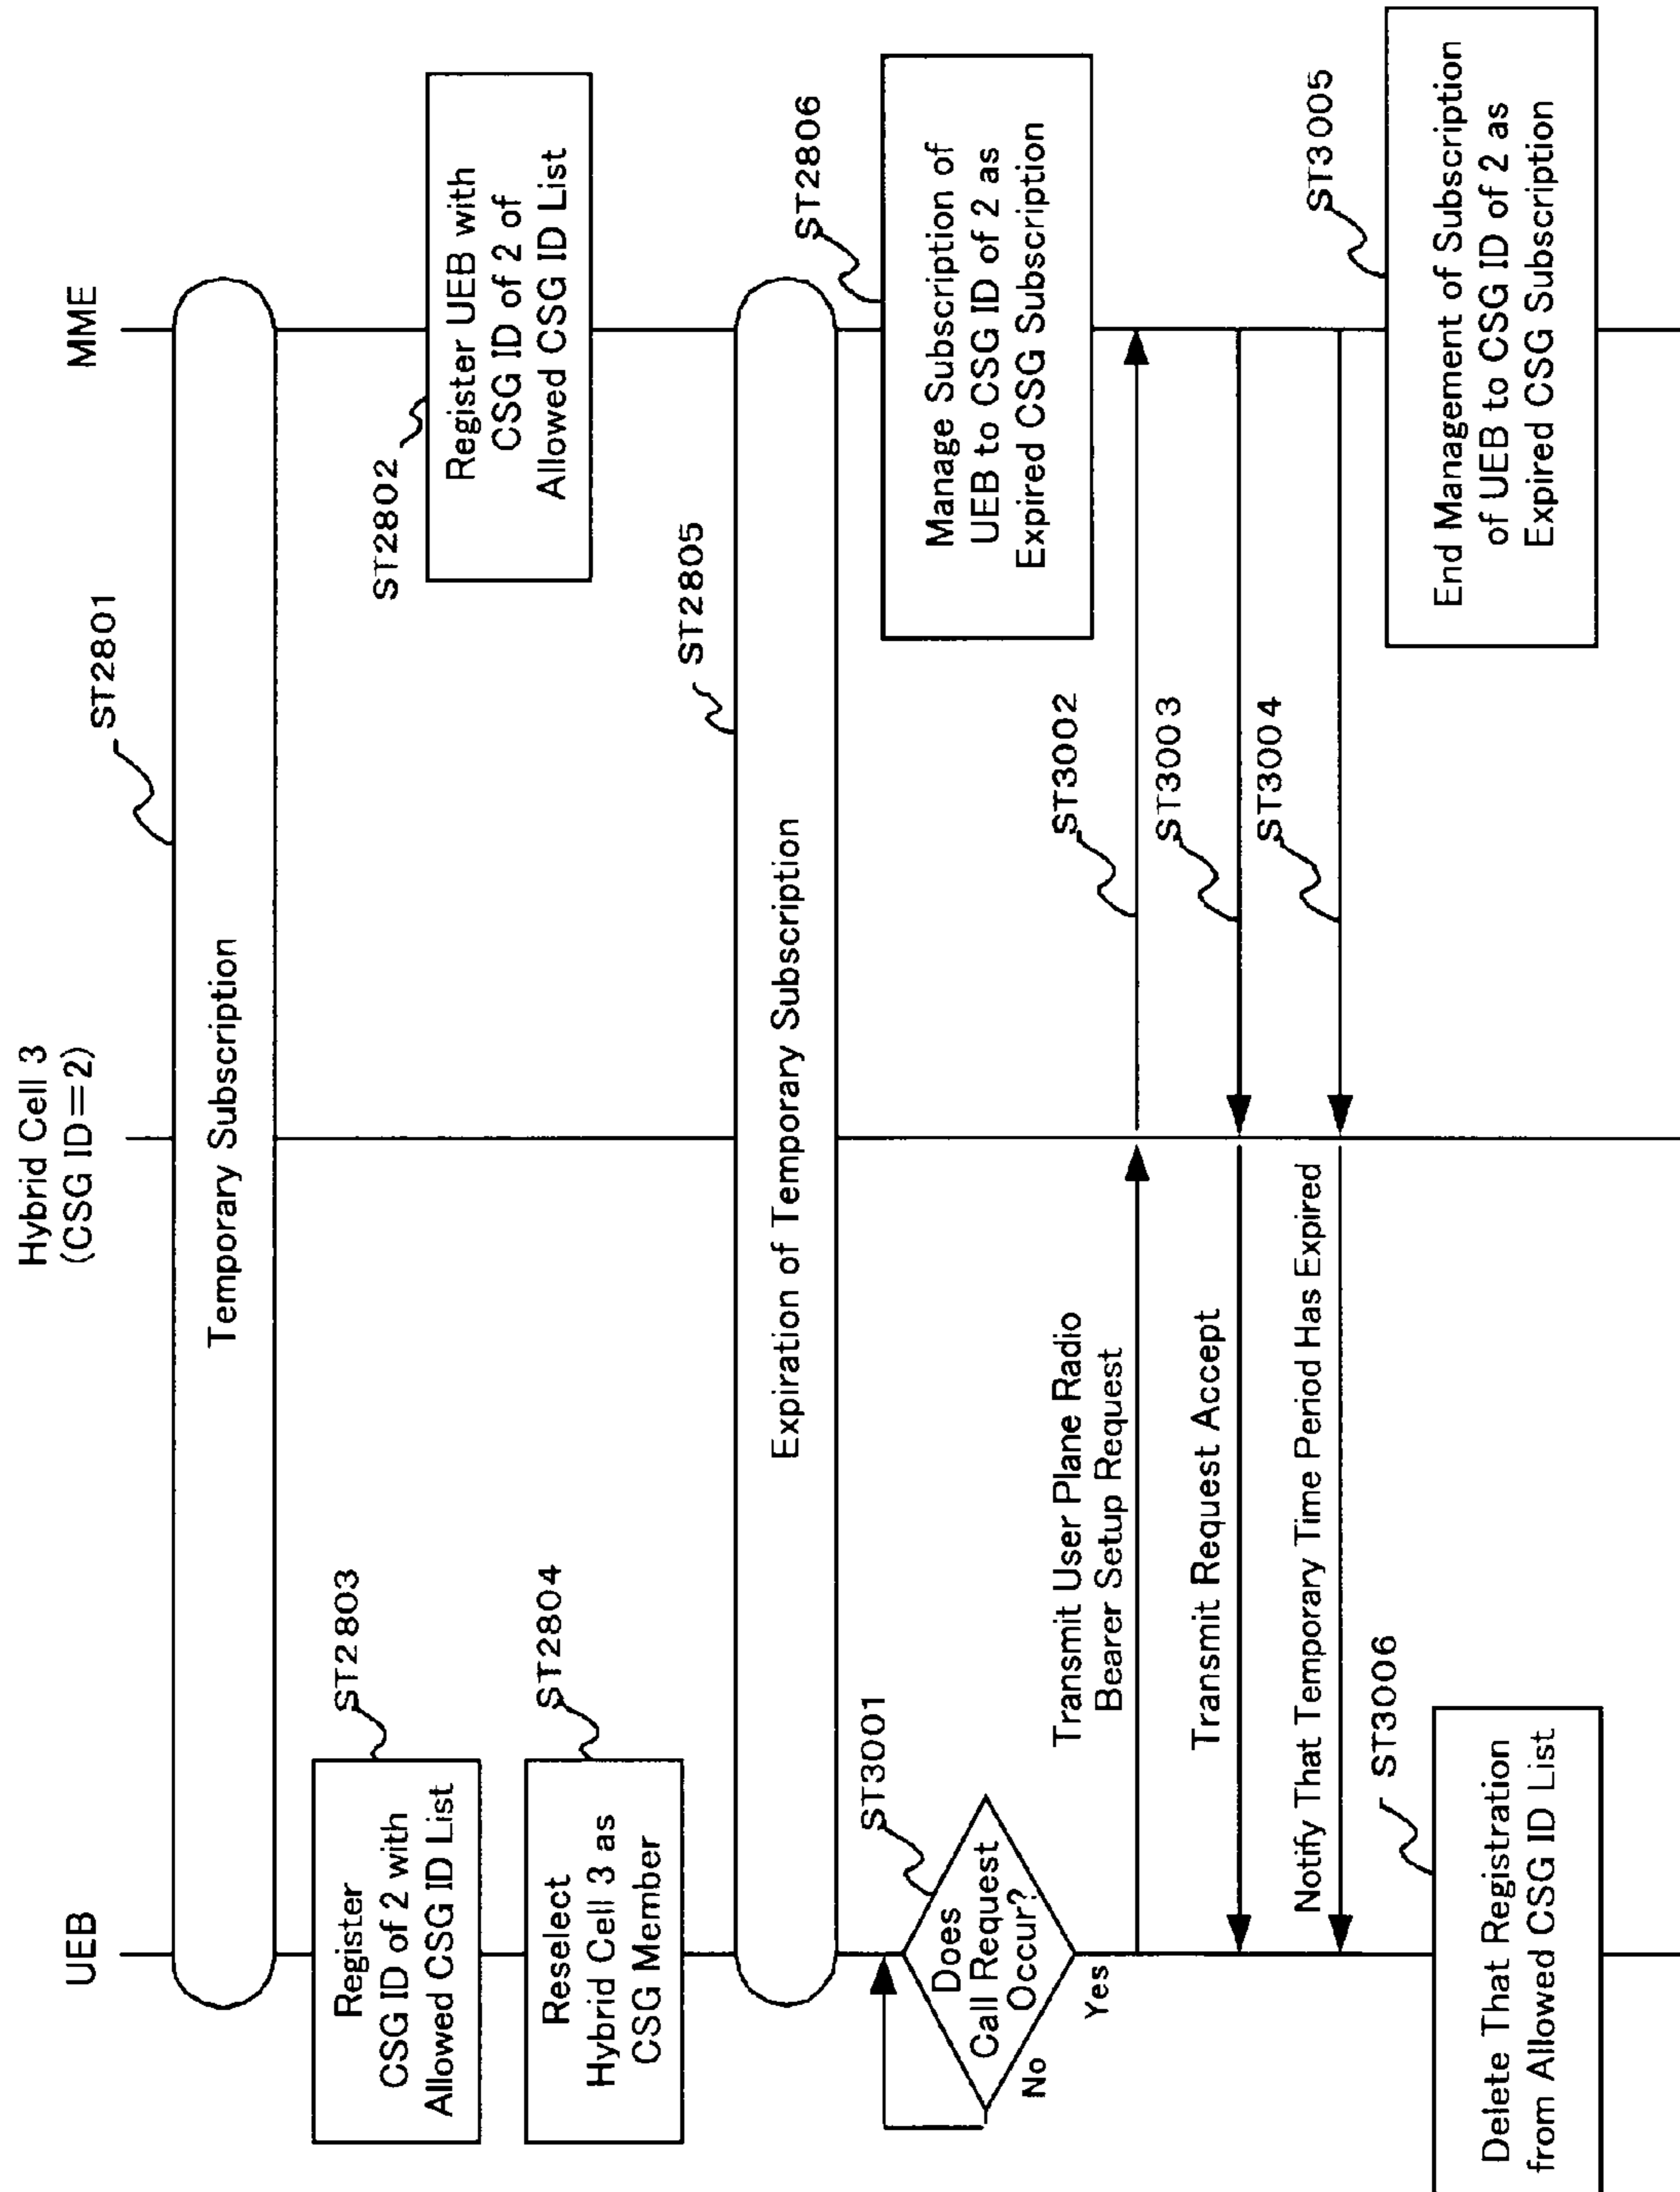 UEB
Hybrid Cell 3
(CSG ID=2)
MME
ST2801
Temporary Subscription
ST2802
Register UEB with
CSG ID of 2 of
Allowed CSG ID List
ST2803
Register
CSG ID of 2 with
Allowed CSG ID List
ST2804
Reselect
Hybrid Cell 3 as
CSG Member
ST2805
Expiration of Temporary Subscription
ST2806
Manage Subscription of
UEB to CSG ID of 2 as
Expired CSG Subscription
ST3001
Does
Call Request
Occur?
No
Yes
Transmit User Plane Radio
Bearer Setup Request
ST3002
Transmit Request Accept
ST3003
Notify That Temporary Time Period Has Expired
ST3004
ST3005
End Management of Subscription
of UEB to CSG ID of 2 as
Expired CSG Subscription
ST3006
Delete That Registration
from Allowed CSG ID List